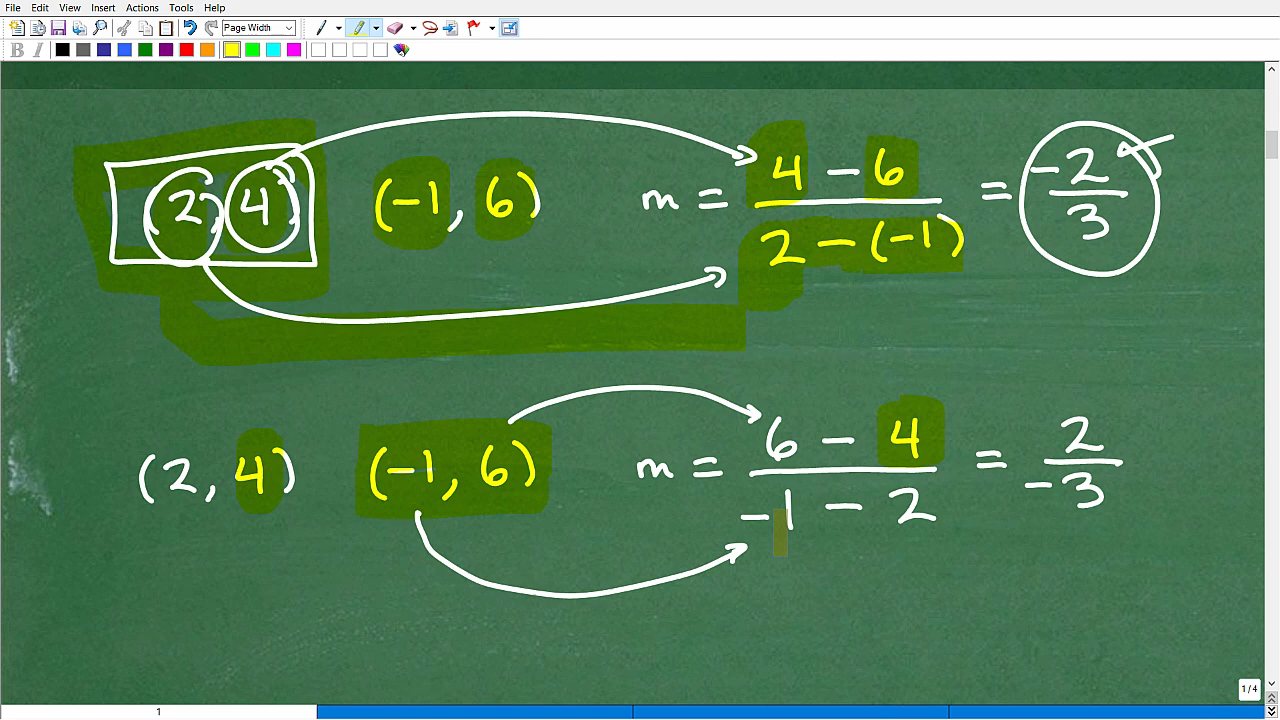 File Edit View Insert Actions Tools Help
Page Width
B I
(2, 4) (-1, 6) m = 4 - 6 / 2 - (-1) = -2 / 3
(2, 4) (-1, 6) m = 6 - 4 / -1 - 2 = 2 / -3
1/4
1